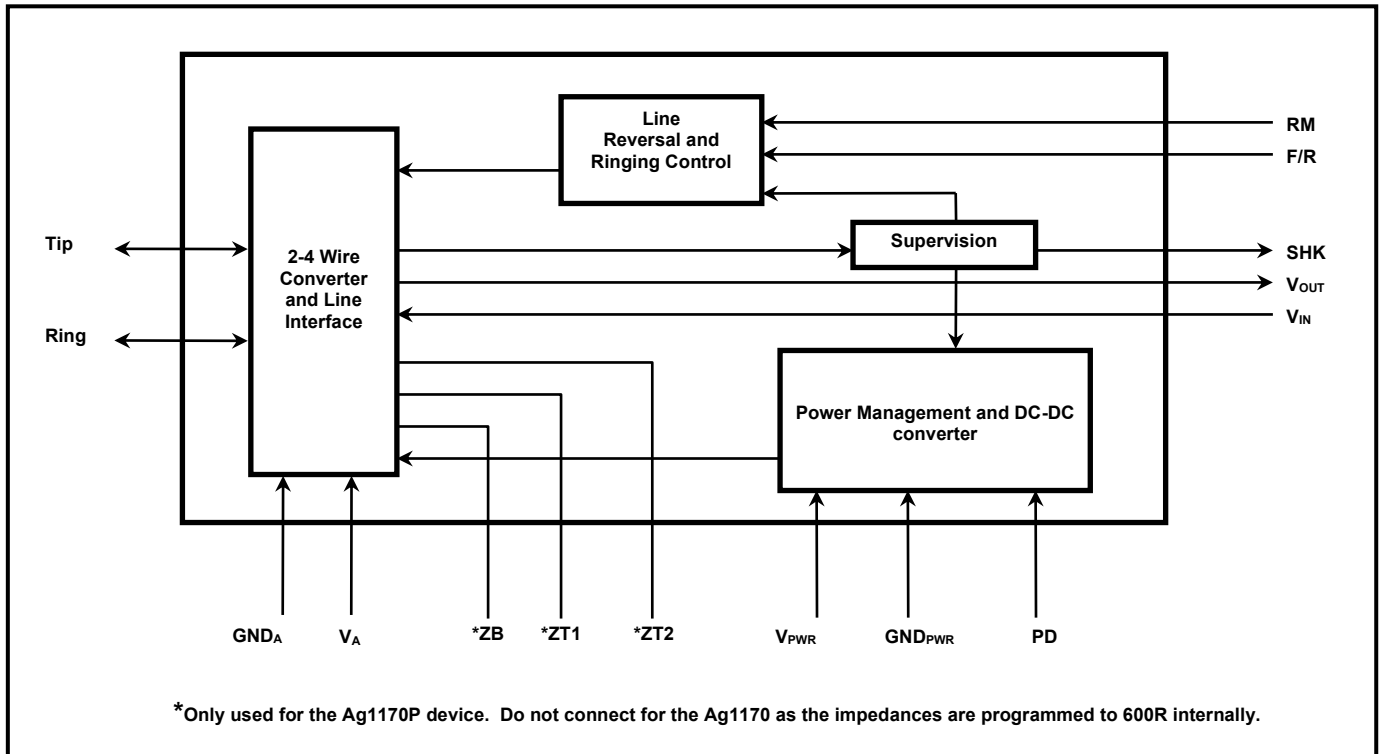 Line
Reversal and
Ringing Control
RM
F/R
Tip
Ring
2-4 Wire
Converter
and Line
Interface
Supervision
SHK
VOUT
VIN
Power Management and DC-DC
converter
GNDA
VA
*ZB
*ZT1
*ZT2
VPWR
GNDPWR
PD
*Only used for the Ag1170P device. Do not connect for the Ag1170 as the impedances are programmed to 600R internally.